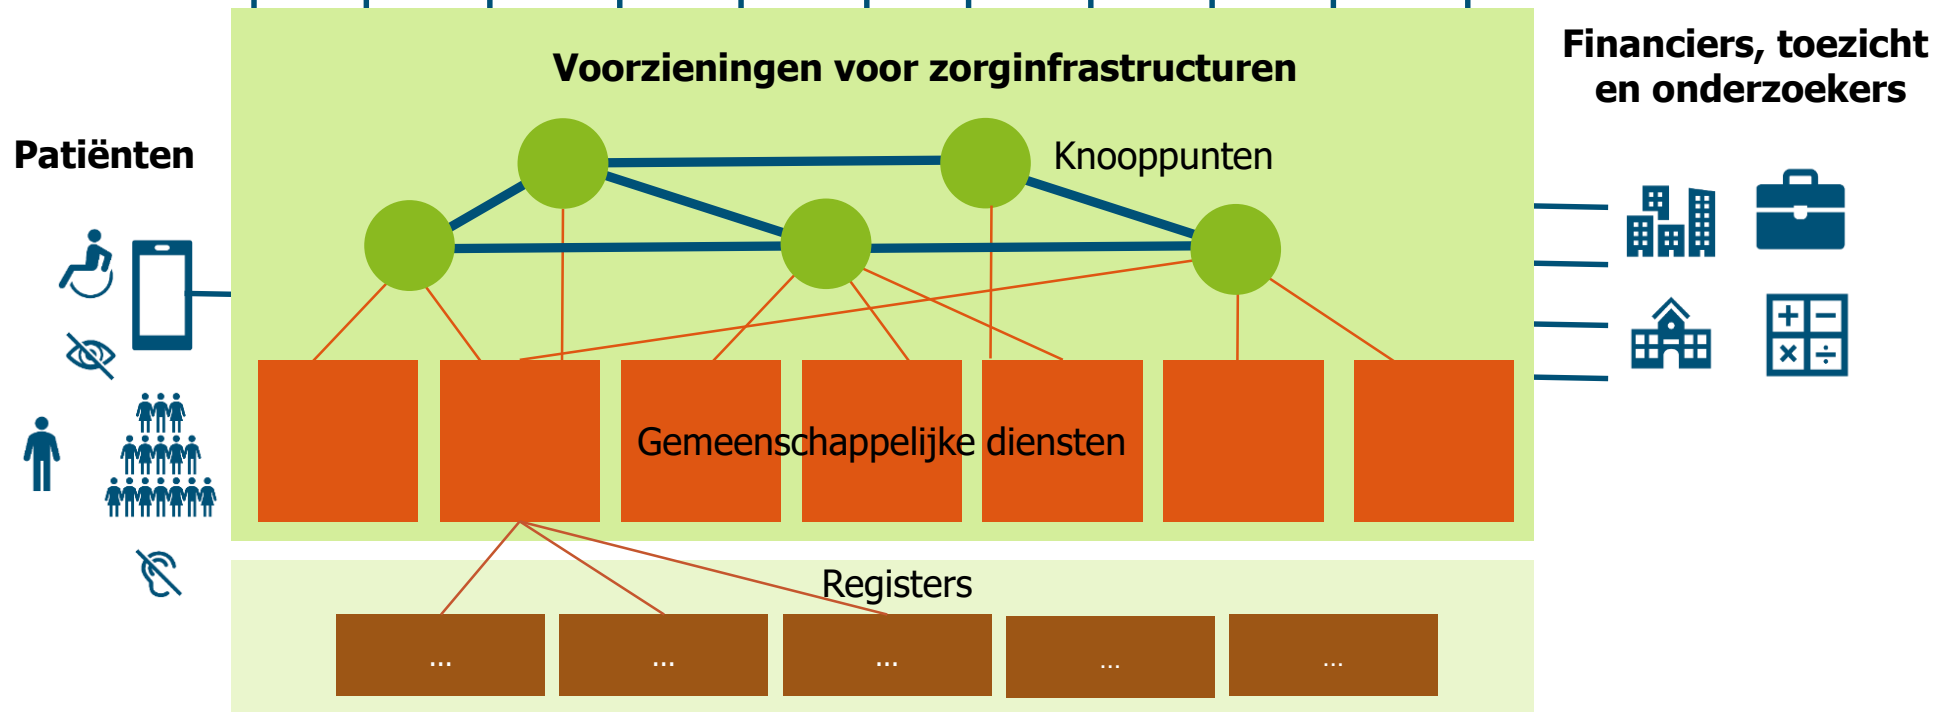 Voorzieningen voor zorginfrastructuren
Financiers, toezicht
en onderzoekers
Patiënten
Knooppunten
Gemeenschappelijke diensten
Registers
...
...
...
...
...